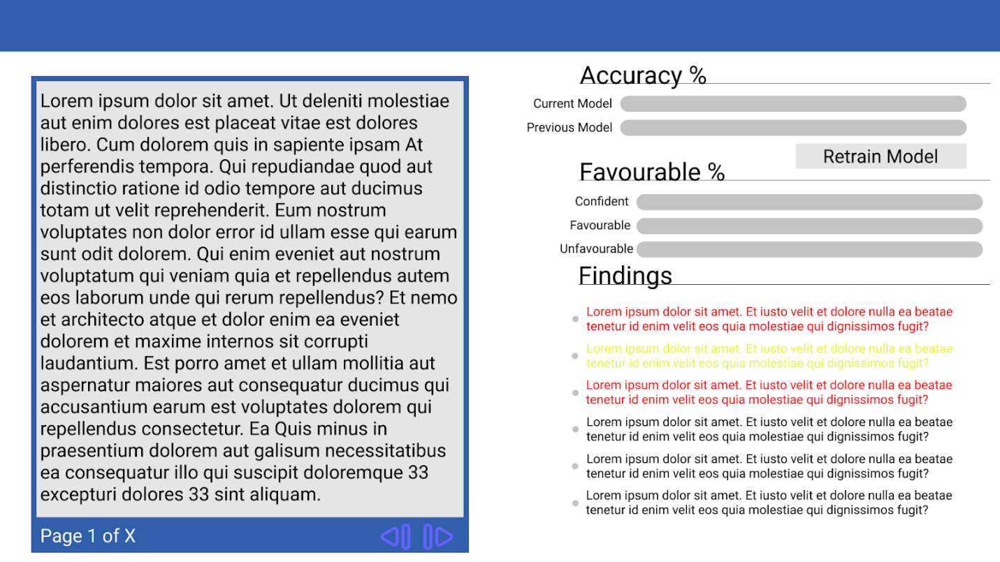 Lorem ipsum dolor sit amet. Ut deleniti molestiae
aut enim dolores est placeat vitae est dolores
libero. Cum dolorem quis in sapiente ipsam At
perferendis tempora. Qui repudiandae quod aut
distinctio ratione id odio tempore aut ducimus
totam ut velit reprehenderit. Eum nostrum
voluptates non dolor error id ullam esse qui earum
sunt odit dolorem. Qui enim eveniet aut nostrum
voluptatum qui veniam quia et repellendus autem
eos laborum unde qui rerum repellendus? Et nemo
et architecto atque et dolor enim ea eveniet
dolorem et maxime internos sit corrupti
laudantium. Est porro amet et ullam mollitia aut
aspernatur maiores aut consequatur ducimus qui
accusantium earum est voluptates dolorem qui
repellendus consectetur. Ea Quis minus in
praesentium dolorem aut galisum necessitatibus
ea consequatur illo qui suscipit doloremque 33
excepturi dolores 33 sint aliquam.
Page 1 of X
Accuracy %
Current Model
Previous Model
Retrain Model
Favourable %
Confident
Favourable
Unfavourable
Findings
Lorem ipsum dolor sit amet. Et iusto velit et dolore nulla ea beatae
tenetur id enim velit eos quia molestiae qui dignissimos fugit?
Lorem ipsum dolor sit amet. Et iusto velit et dolore nulla ea beatae
tenetur id enim velit eos quia molestiae qui dignissimos fugit?
Lorem ipsum dolor sit amet. Et iusto velit et dolore nulla ea beatae
tenetur id enim velit eos quia molestiae qui dignissimos fugit?
Lorem ipsum dolor sit amet. Et iusto velit et dolore nulla ea beatae
tenetur id enim velit eos quia molestiae qui dignissimos fugit?
Lorem ipsum dolor sit amet. Et iusto velit et dolore nulla ea beatae
tenetur id enim velit eos quia molestiae qui dignissimos fugit?
Lorem ipsum dolor sit amet. Et iusto velit et dolore nulla ea beatae
tenetur id enim velit eos quia molestiae qui dignissimos fugit?